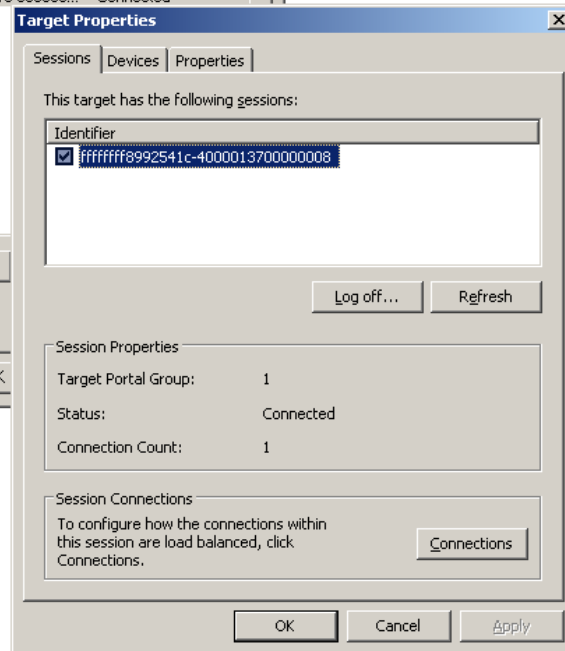 Connected
Target Properties
Sessions Devices Properties
This target has the following sessions:
Identifier
ffffffff8992541c-4000013700000008
Log off... Refresh
Session Properties
Target Portal Group: 1
Status: Connected
Connection Count: 1
Session Connections
To configure how the connections within
this session are load balanced, click
Connections.
Connections
OK Cancel Apply